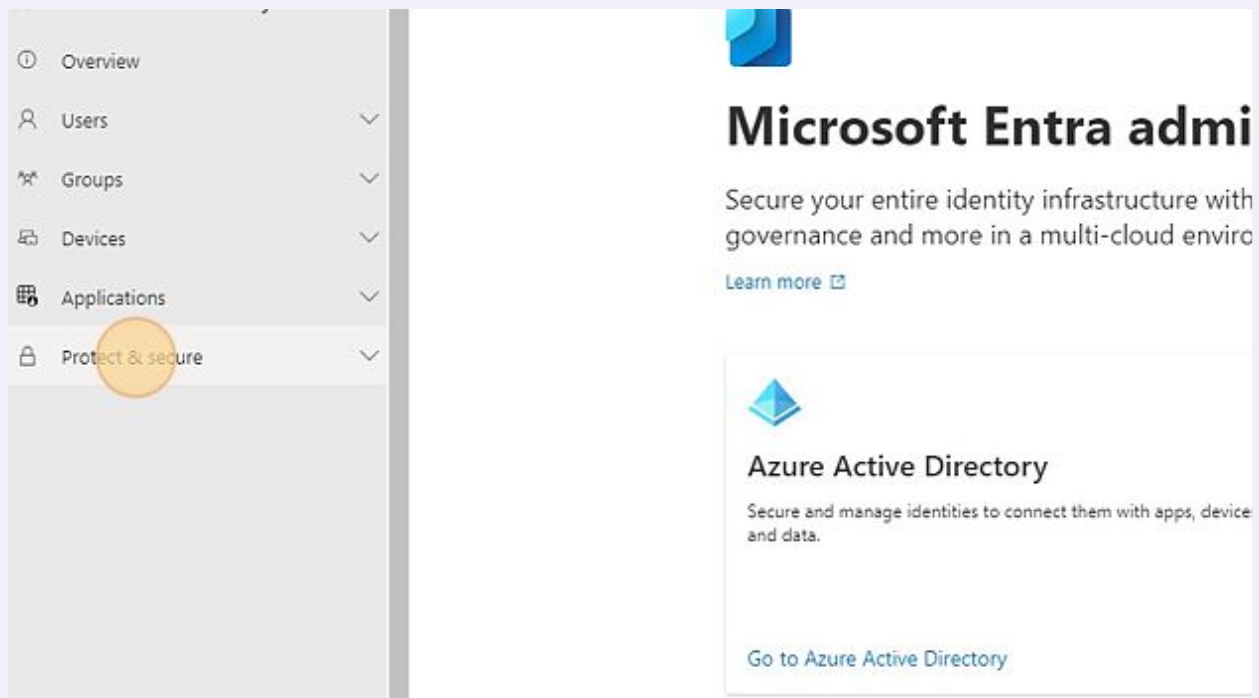 Overview
Users
Groups
Devices
Applications
Protect & secure
Microsoft Entra admi
Secure your entire identity infrastructure with
governance and more in a multi-cloud enviro
Learn more
Azure Active Directory
Secure and manage identities to connect them with apps, device
and data.
Go to Azure Active Directory